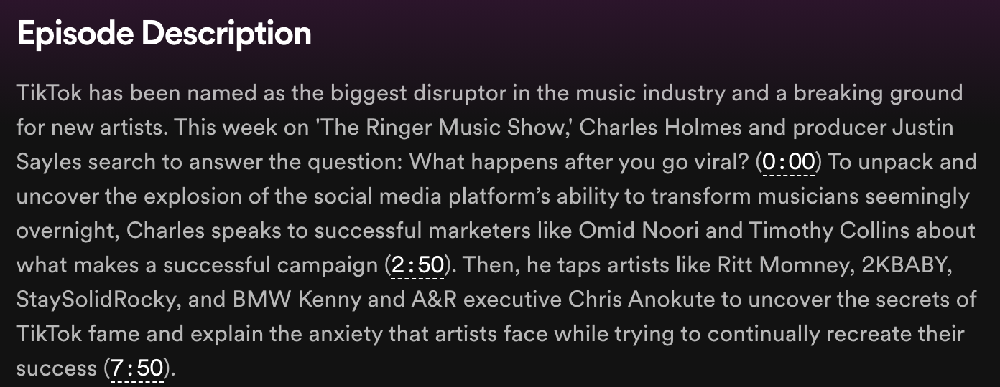 Episode Description
TikTok has been named as the biggest disruptor in the music industry and a breaking ground
for new artists. This week on 'The Ringer Music Show,' Charles Holmes and producer Justin
Sayles search to answer the question: What happens after you go viral? (0:00) To unpack and
uncover the explosion of the social media platform’s ability to transform musicians seemingly
overnight, Charles speaks to successful marketers like Omid Noori and Timothy Collins about
what makes a successful campaign (2:50). Then, he taps artists like Ritt Momney, 2KBABY,
StaySolidRocky, and BMW Kenny and A&R executive Chris Anokute to uncover the secrets of
TikTok fame and explain the anxiety that artists face while trying to continually recreate their
success (7:50).